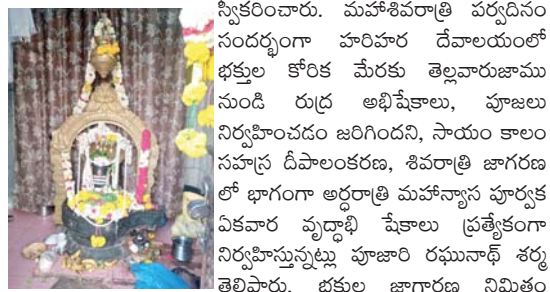 స్వీకరించారు. మహాశివరాత్రి పర్వదినం
సందర్భంగా హరిహర దేవాలయంలో
భక్తుల కోరిక మేరకు తెల్లవారుజాము
నుండి రుద్ర అభిషేకాలు, పూజలు
నిర్వహించడం జరిగిందని, సాయం కాలం
సహస్ర దీపాలంకరణ, శివరాత్రి జాగరణ
లో భాగంగా అర్ధరాత్రి మహాన్యాస పూర్వక
ఏకవార వృద్ధాభి షేకాలు ప్రత్యేకంగా
నిర్వహిస్తున్నట్లు పూజారి రఘునాథ్ శర్మ
తెలిపారు. భక్తుల జాగారణ నిమిత్తం